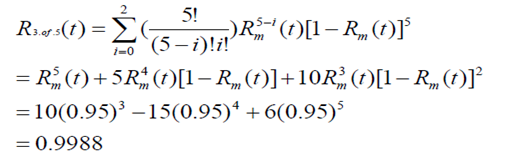 R_{3.of.5}(t) = \sum_{i=0}^{2} (\frac{5!}{(5-i)!i!}) R_m^{5-i}(t)[1-R_m(t)]^5
= R_m^5(t) + 5R_m^4(t)[1-R_m(t)] + 10R_m^3(t)[1-R_m(t)]^2
= 10(0.95)^3 - 15(0.95)^4 + 6(0.95)^5
= 0.9988